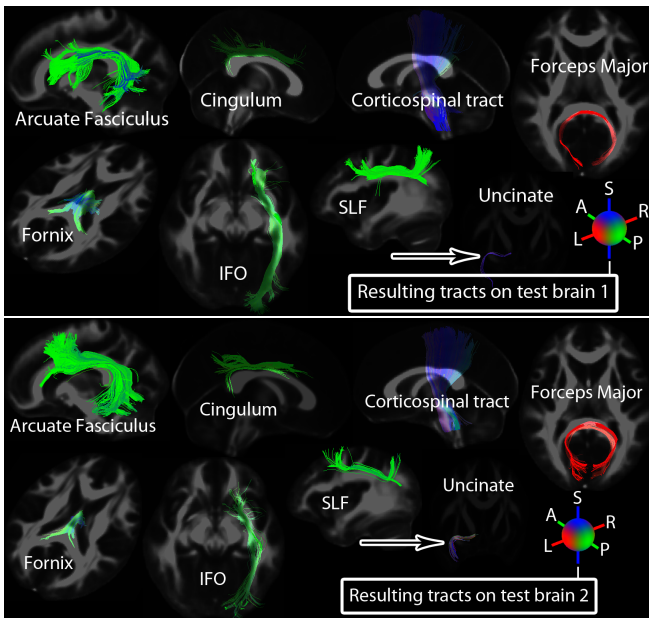 Arcuate Fasciculus
Cingulum
Corticospinal tract
Forceps Major
Fornix
IFO
SLF
Uncinate
S
A
R
L
P
I
Resulting tracts on test brain 1
Arcuate Fasciculus
Cingulum
Corticospinal tract
Forceps Major
Fornix
IFO
SLF
Uncinate
S
A
R
L
P
I
Resulting tracts on test brain 2